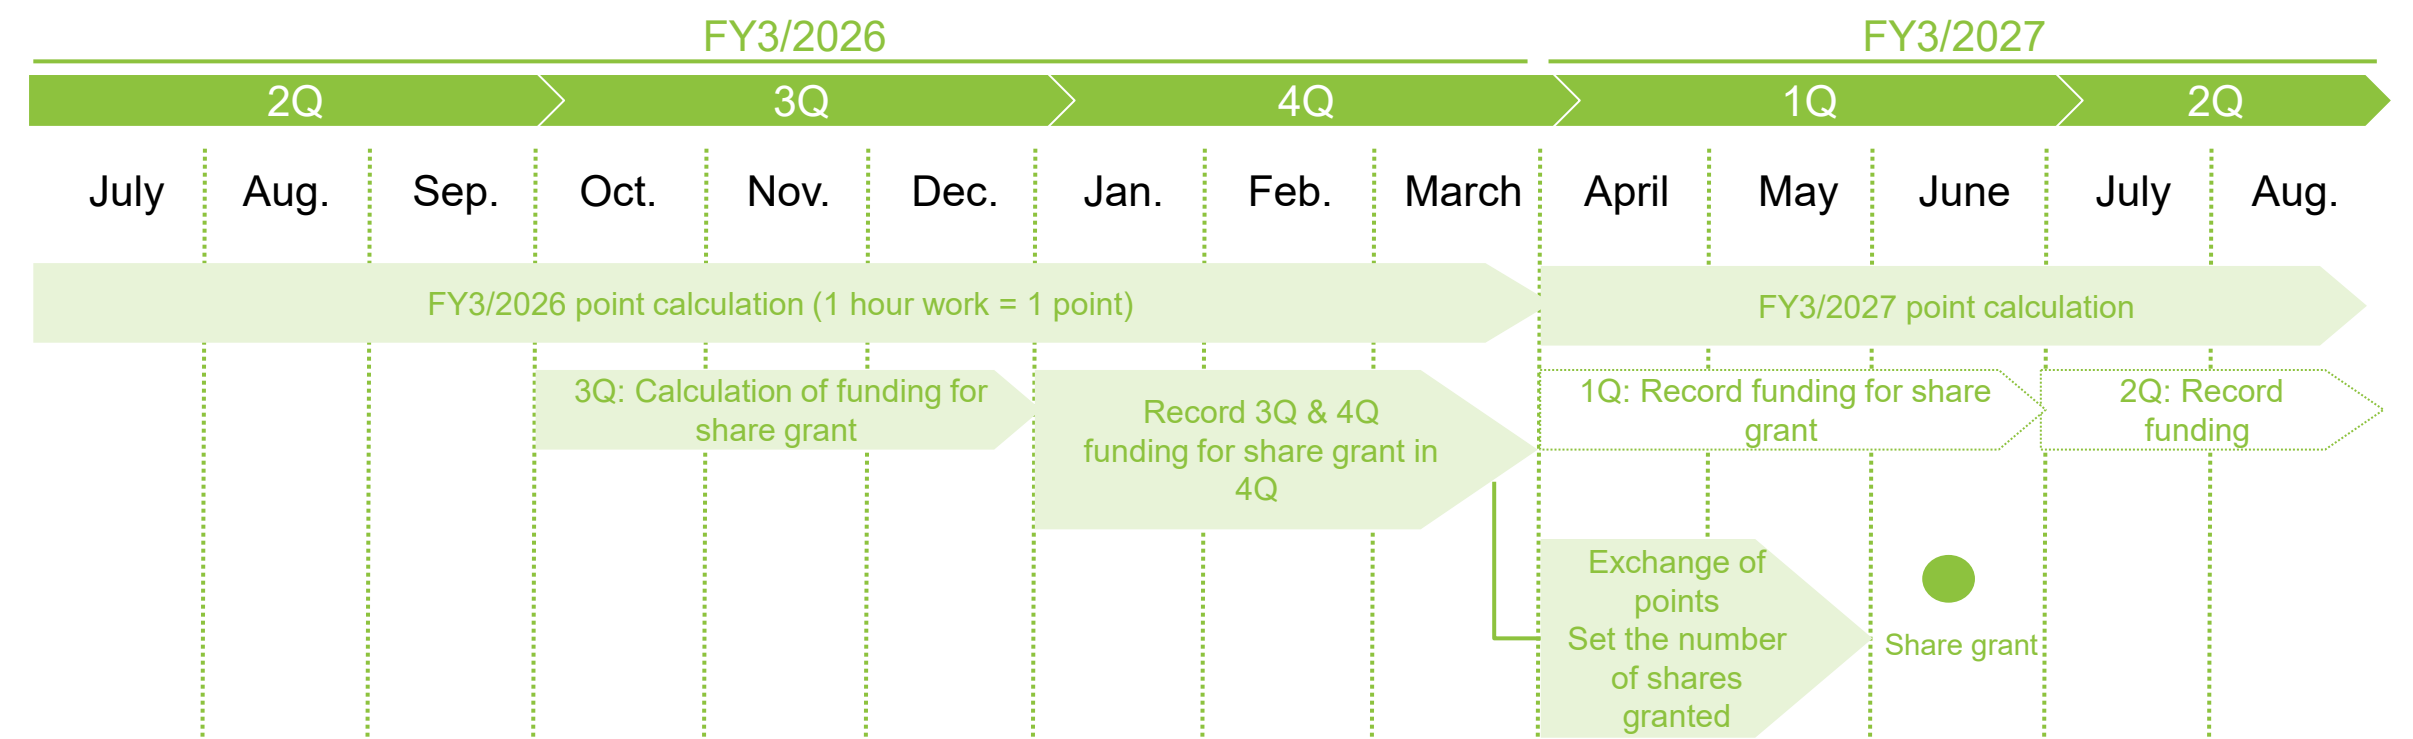 FY3/2026
FY3/2027
2Q
3Q
4Q
1Q
2Q
July
Aug.
Sep.
Oct.
Nov.
Dec.
Jan.
Feb.
March
April
May
June
July
Aug.
FY3/2026 point calculation (1 hour work = 1 point)
FY3/2027 point calculation
3Q: Calculation of funding for
share grant
Record 3Q & 4Q
funding for share grant in
4Q
1Q: Record funding for share
grant
2Q: Record
funding
Exchange of
points
Set the number
of shares
granted
Share grant